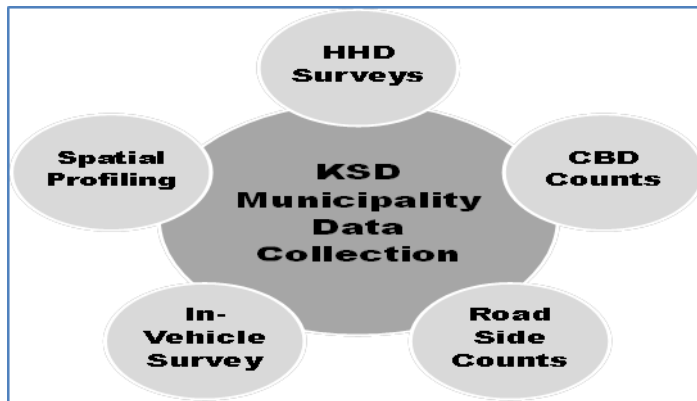 HHD
Surveys
Spatial
Profiling
KSD
Municipality
Data
Collection
CBD
Counts
In-
Vehicle
Survey
Road
Side
Counts